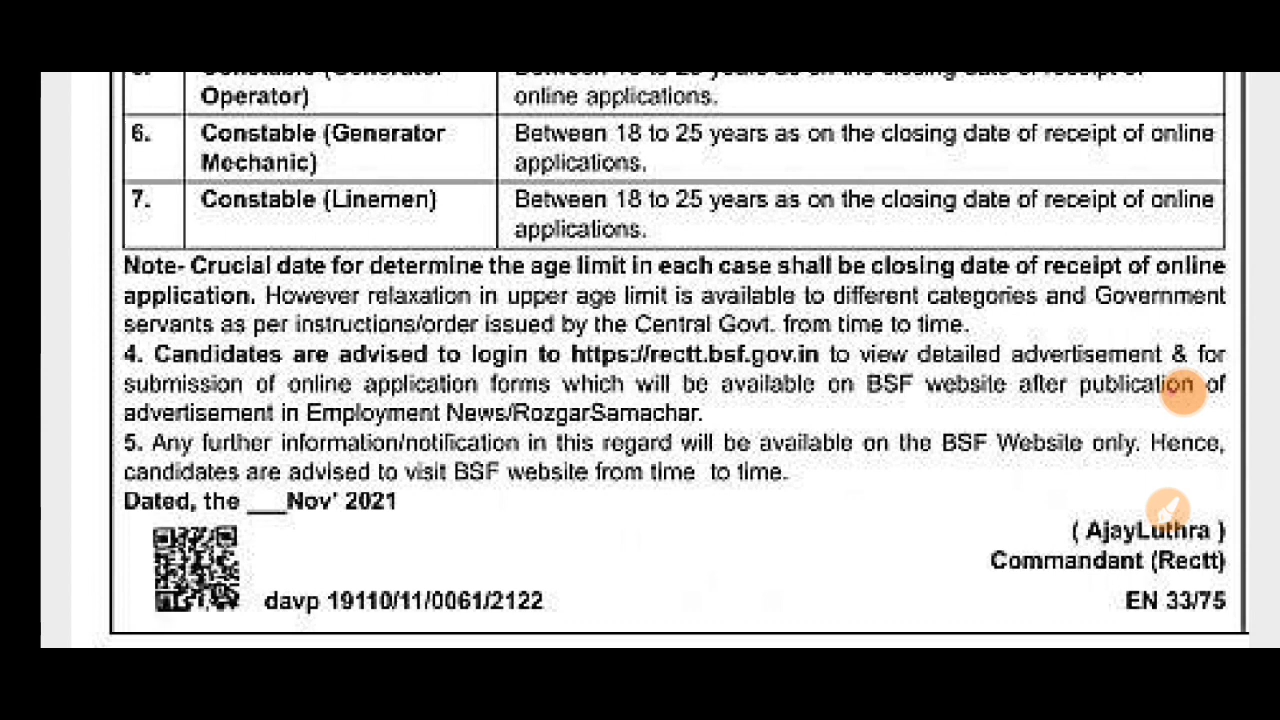 Operator)
online applications.
6. Constable (Generator Between 18 to 25 years as on the closing date of receipt of online
Mechanic) applications.
7. Constable (Linemen) Between 18 to 25 years as on the closing date of receipt of online
applications.
Note- Crucial date for determine the age limit in each case shall be closing date of receipt of online
application. However relaxation in upper age limit is available to different categories and Government
servants as per instructions/order issued by the Central Govt. from time to time.
4. Candidates are advised to login to https://rectt.bsf.gov.in to view detailed advertisement & for
submission of online application forms which will be available on BSF website after publication of
advertisement in Employment News/RozgarSamachar.
5. Any further information/notification in this regard will be available on the BSF Website only. Hence,
candidates are advised to visit BSF website from time to time.
Dated, the ___Nov' 2021
( AjayLuthra )
Commandant (Rectt)
davp 19110/11/0061/2122 EN 33/75